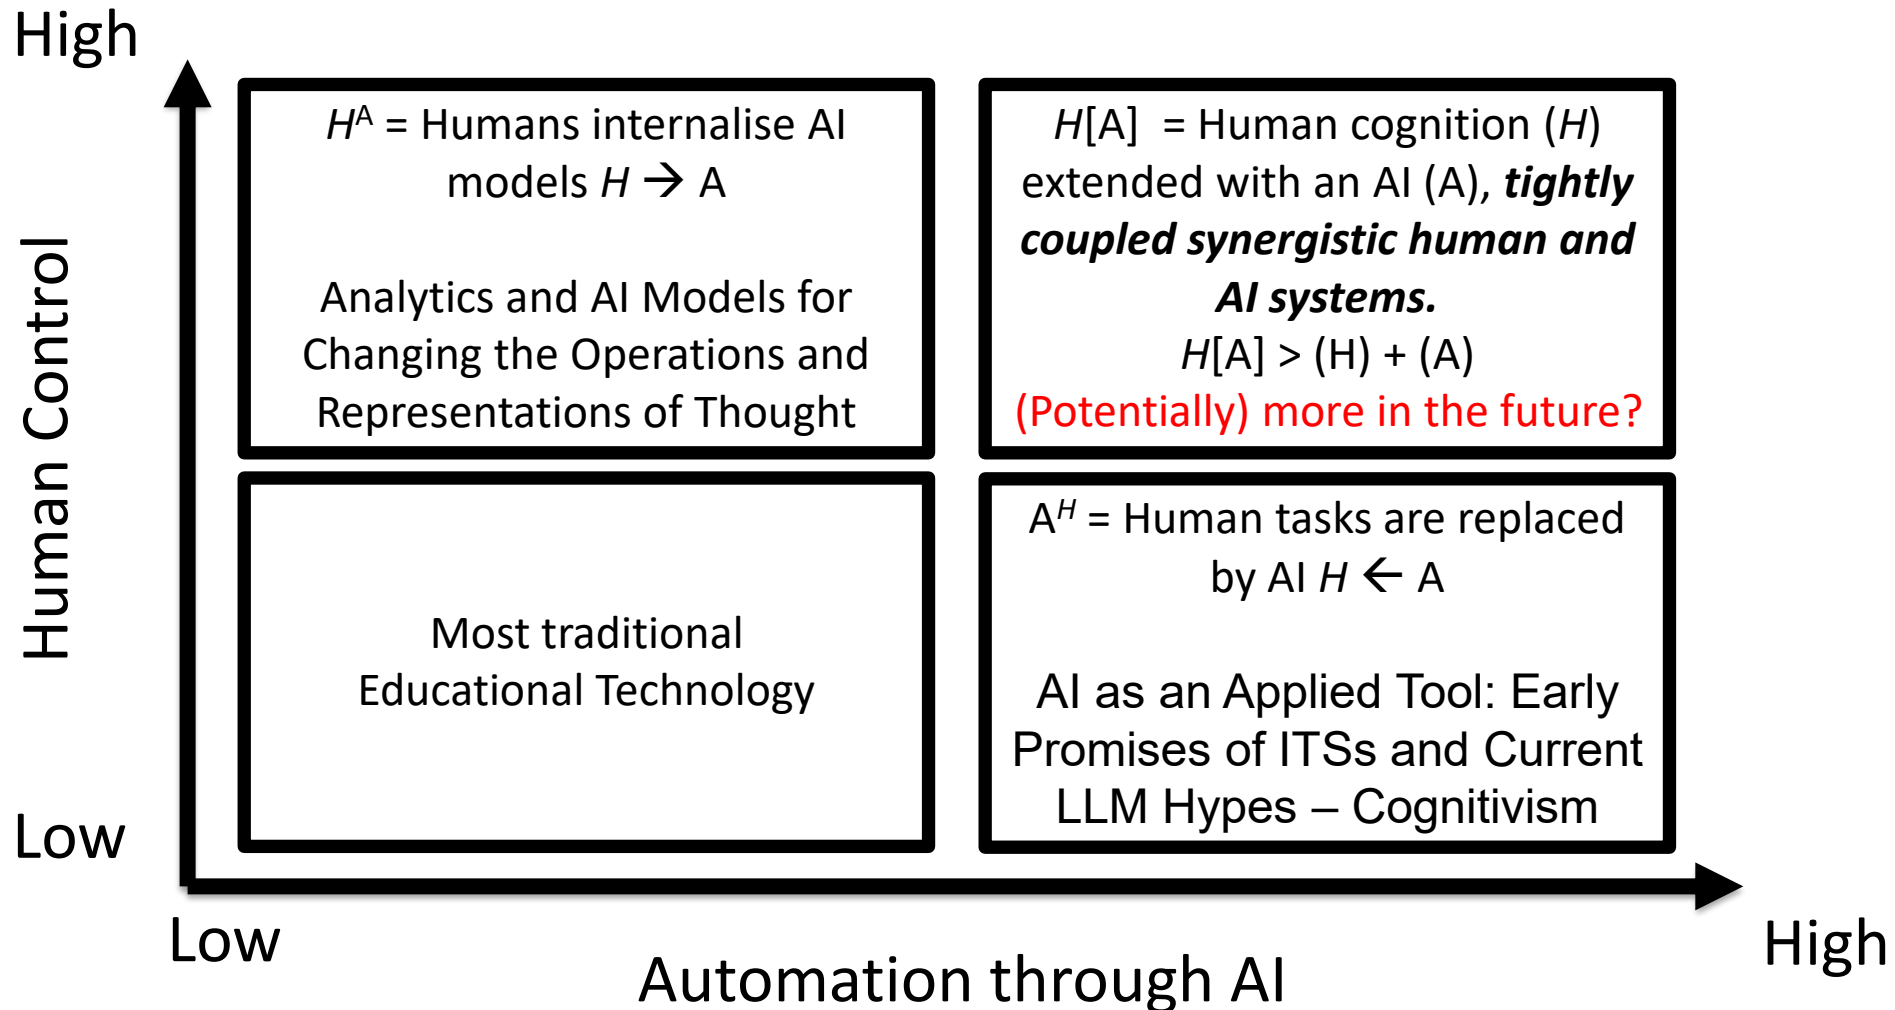 High
Human Control
Low
H^A = Humans internalise AI
models H → A
Analytics and AI Models for
Changing the Operations and
Representations of Thought
H[A] = Human cognition (H)
extended with an AI (A), tightly
coupled synergistic human and
AI systems.
H[A] > (H) + (A)
(Potentially) more in the future?
Most traditional
Educational Technology
A^H = Human tasks are replaced
by AI H ← A
AI as an Applied Tool: Early
Promises of ITSs and Current
LLM Hypes – Cognitivism
Low
Automation through AI
High